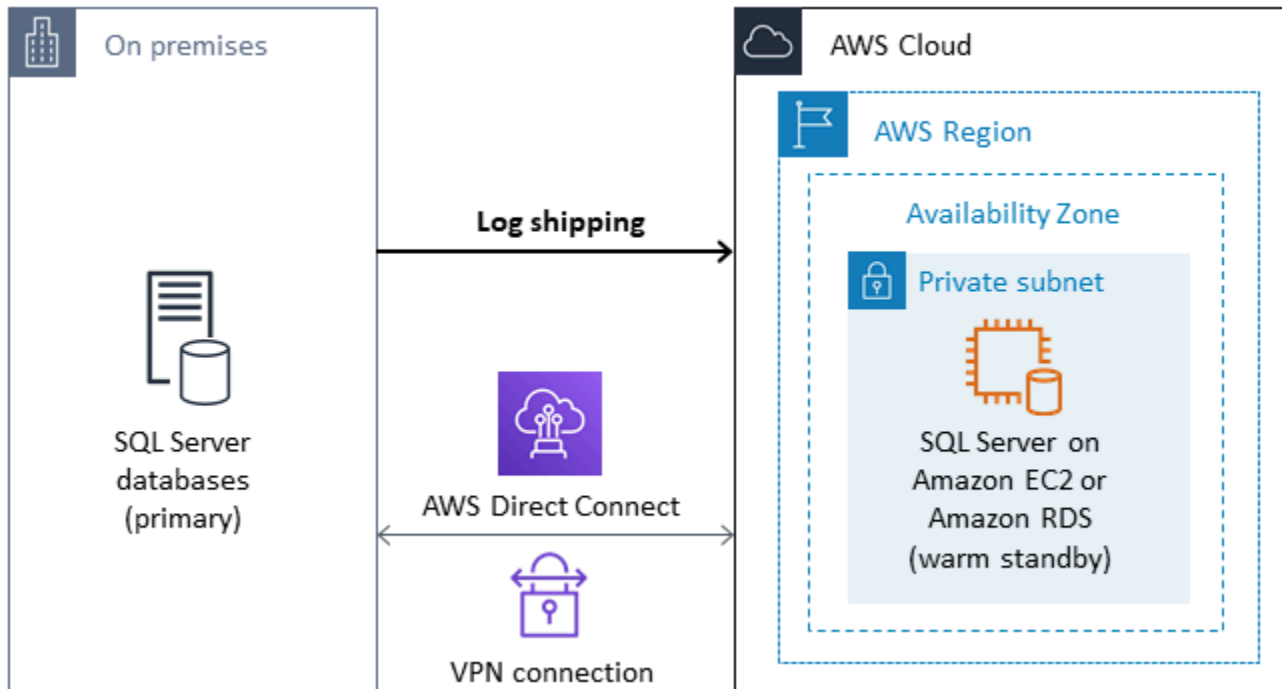 On premises
AWS Cloud
AWS Region
Availability Zone
Log shipping
Private subnet
SQL Server
databases
(primary)
AWS Direct Connect
VPN connection
SQL Server on
Amazon EC2 or
Amazon RDS
(warm standby)